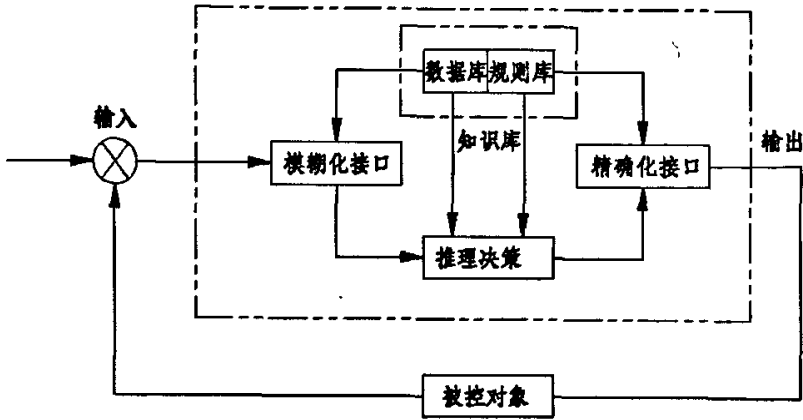 数据库 规则库
输入
知识库
输出
模糊化接口
精确化接口
推理决策
被控对象